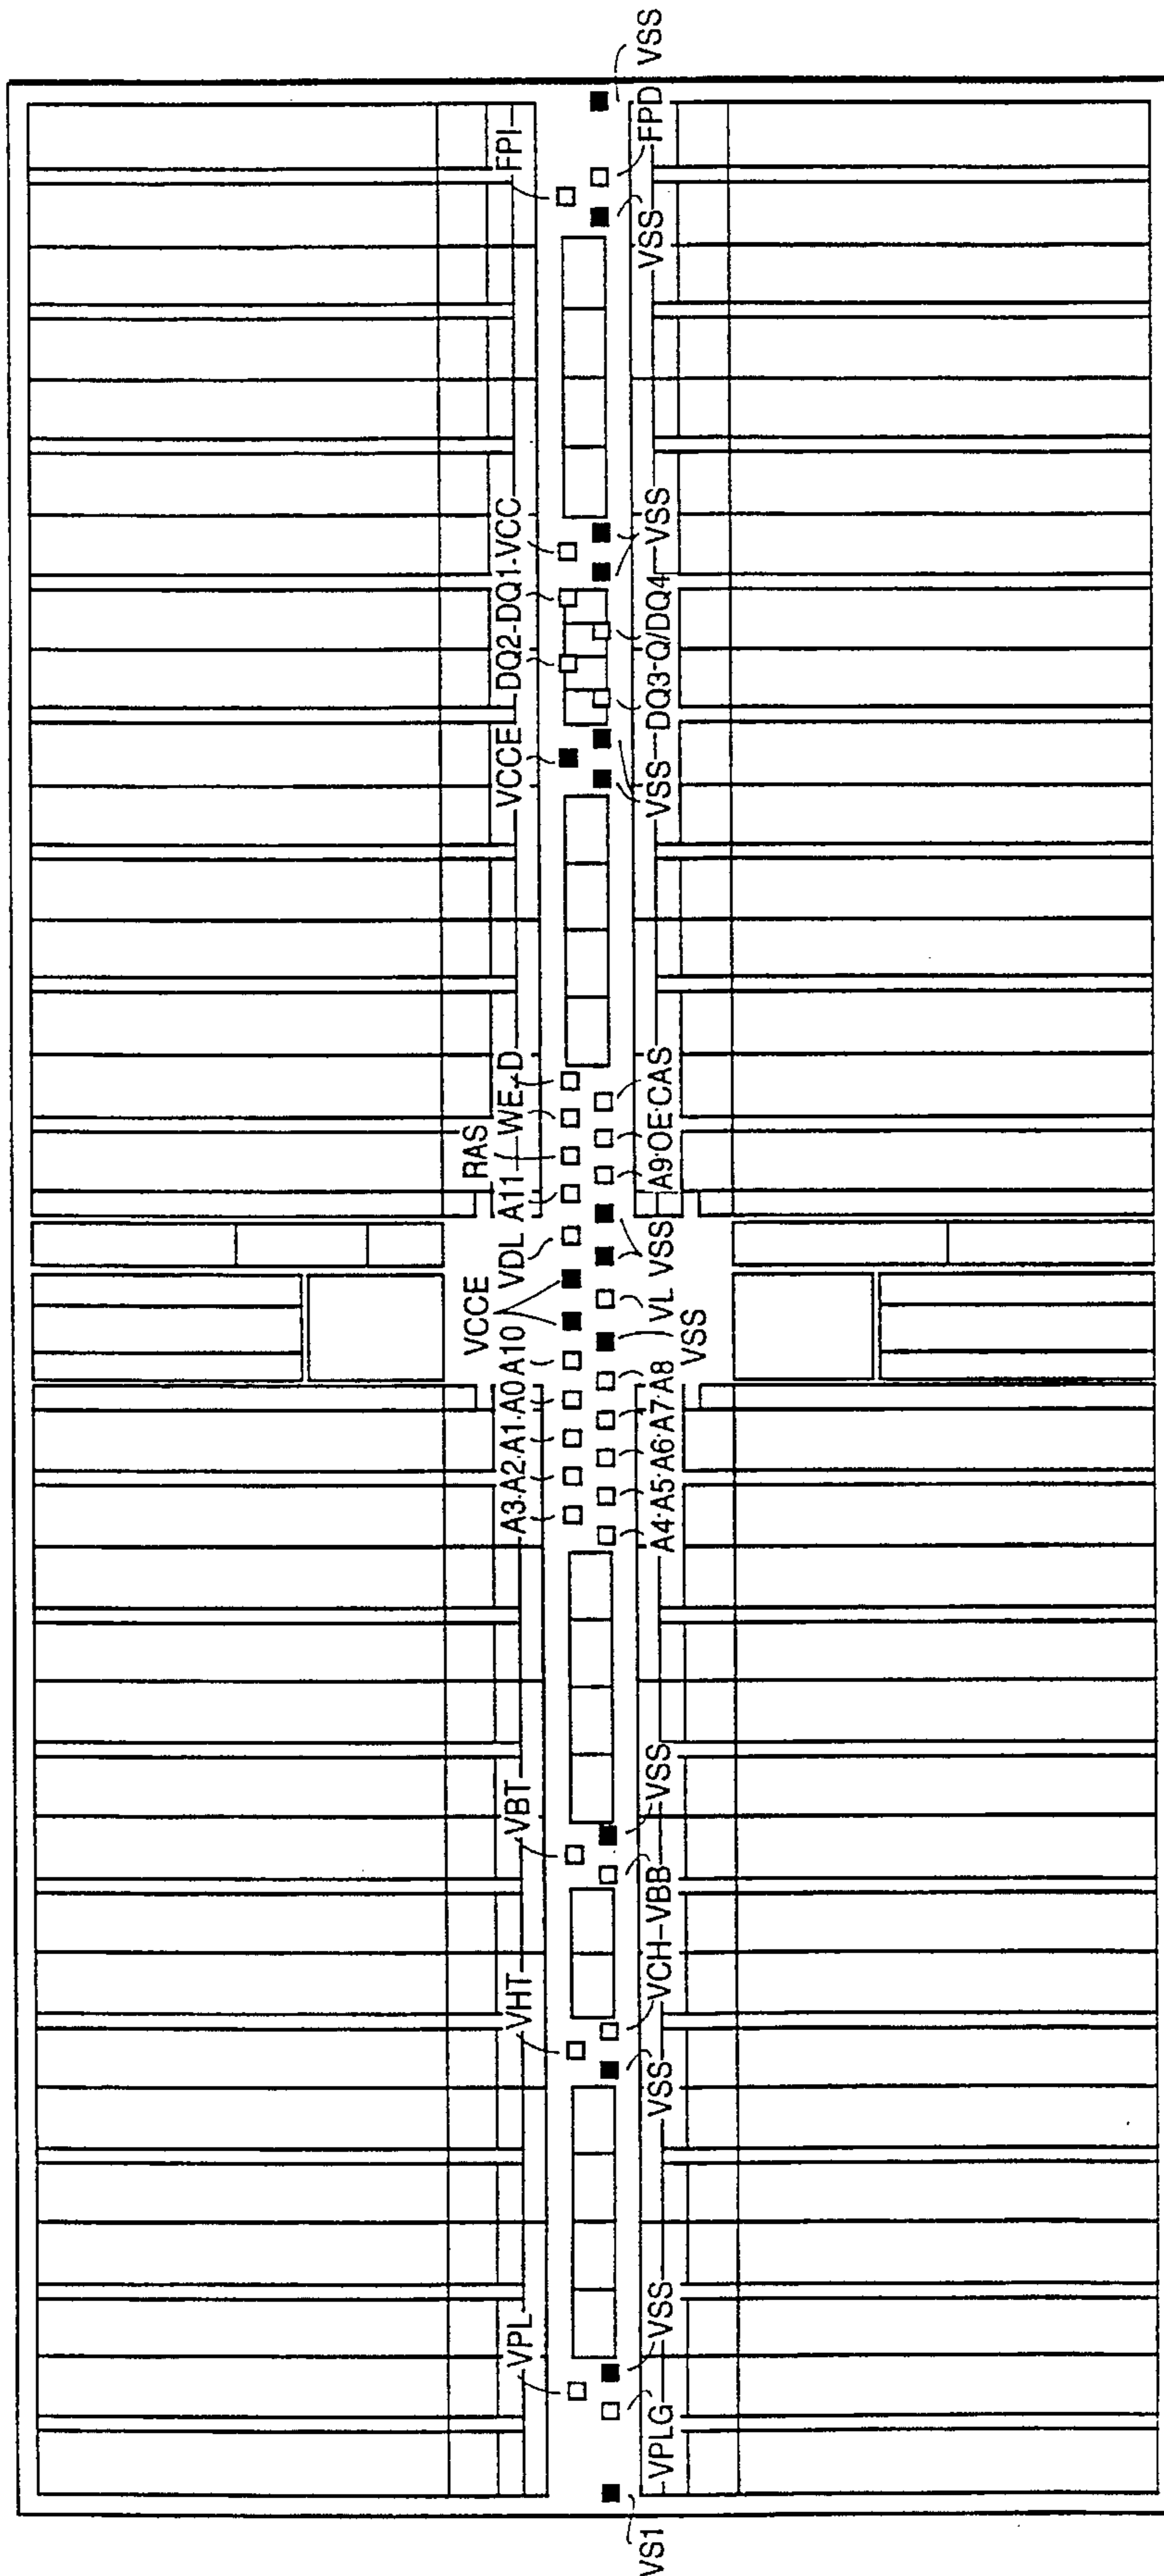 VPL
VHT
VBT
A3
A2
A1
A0
A10
VCCE
VDL
A11
RAS
WE
D
VCCE
DQ2
DQ1
VCC
FPI
VS1
VPLG
VSS
VSS
VCH
VBB
VSS
A4
A5
A6
A7
A8
VSS
VL
VSS
A9
OE
CAS
VSS
DQ3
Q/DQ4
VSS
VSS
FPD
VSS